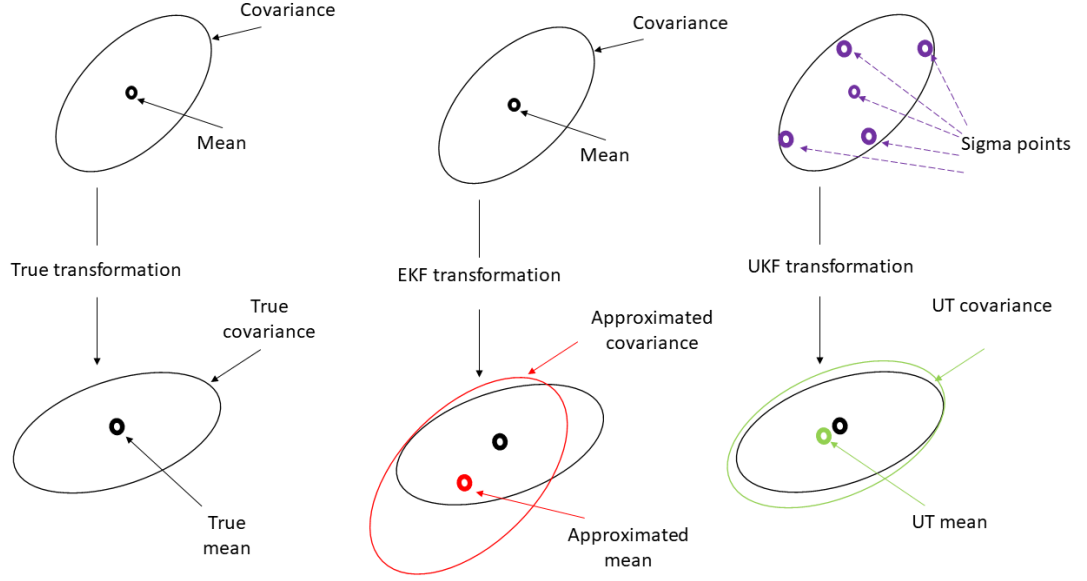 Covariance
Mean
True transformation
True
covariance
True
mean
Covariance
Mean
EKF transformation
Approximated
covariance
Approximated
mean
Sigma points
UKF transformation
UT covariance
UT mean